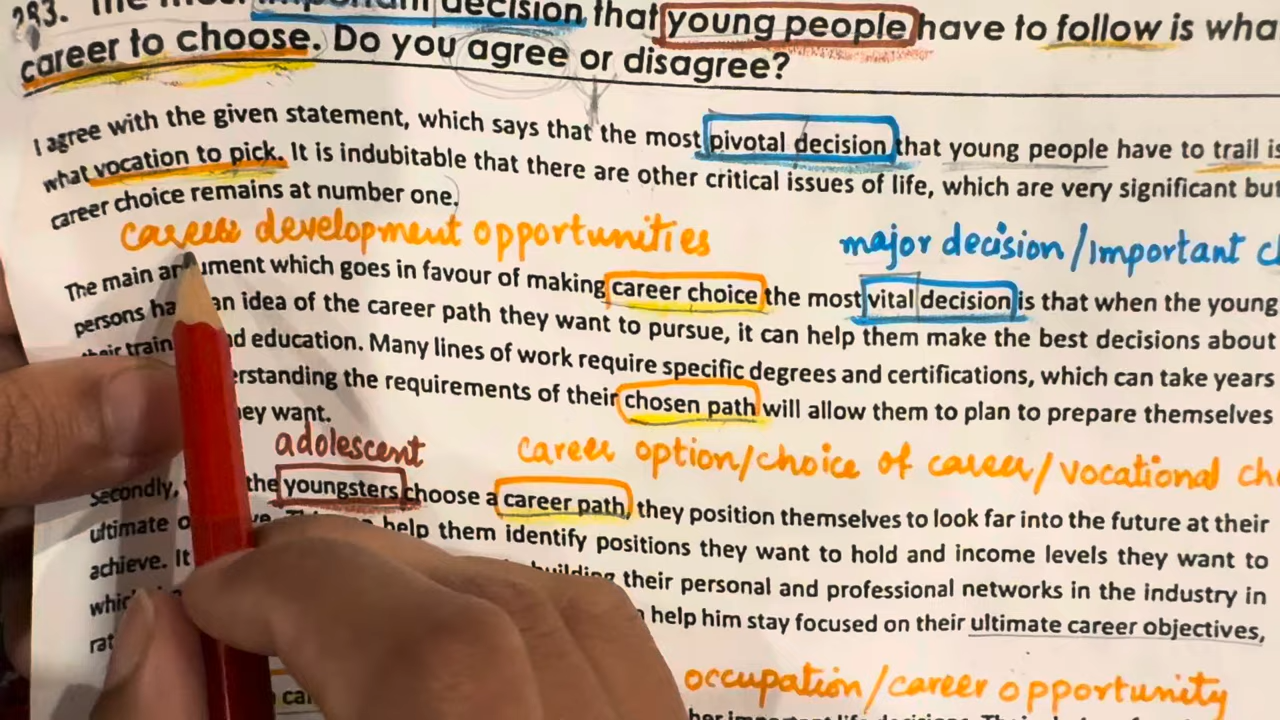 293. The most important decision that young people have to follow is wha
career to choose. Do you agree or disagree?
I agree with the given statement, which says that the most pivotal decision that young people have to trail is
what vocation to pick. It is indubitable that there are other critical issues of life, which are very significant but
career choice remains at number one.
career development opportunities major decision/important
The main argument which goes in favour of making career choice the most vital decision is that when the young
persons an idea of the career path they want to pursue, it can help them make the best decisions about
their education. Many lines of work require specific degrees and certifications, which can take years
the requirements of their chosen path will allow them to plan to prepare themselves
want.
adolescent career option/choice of career/vocational
Secondly, the youngsters choose a career path, they position themselves to look far into the future at their
ultimate help them identify positions they want to hold and income levels they want to
achieve. It building their personal and professional networks in the industry in
help him stay focused on their ultimate career objectives,
occupation/career opportunity